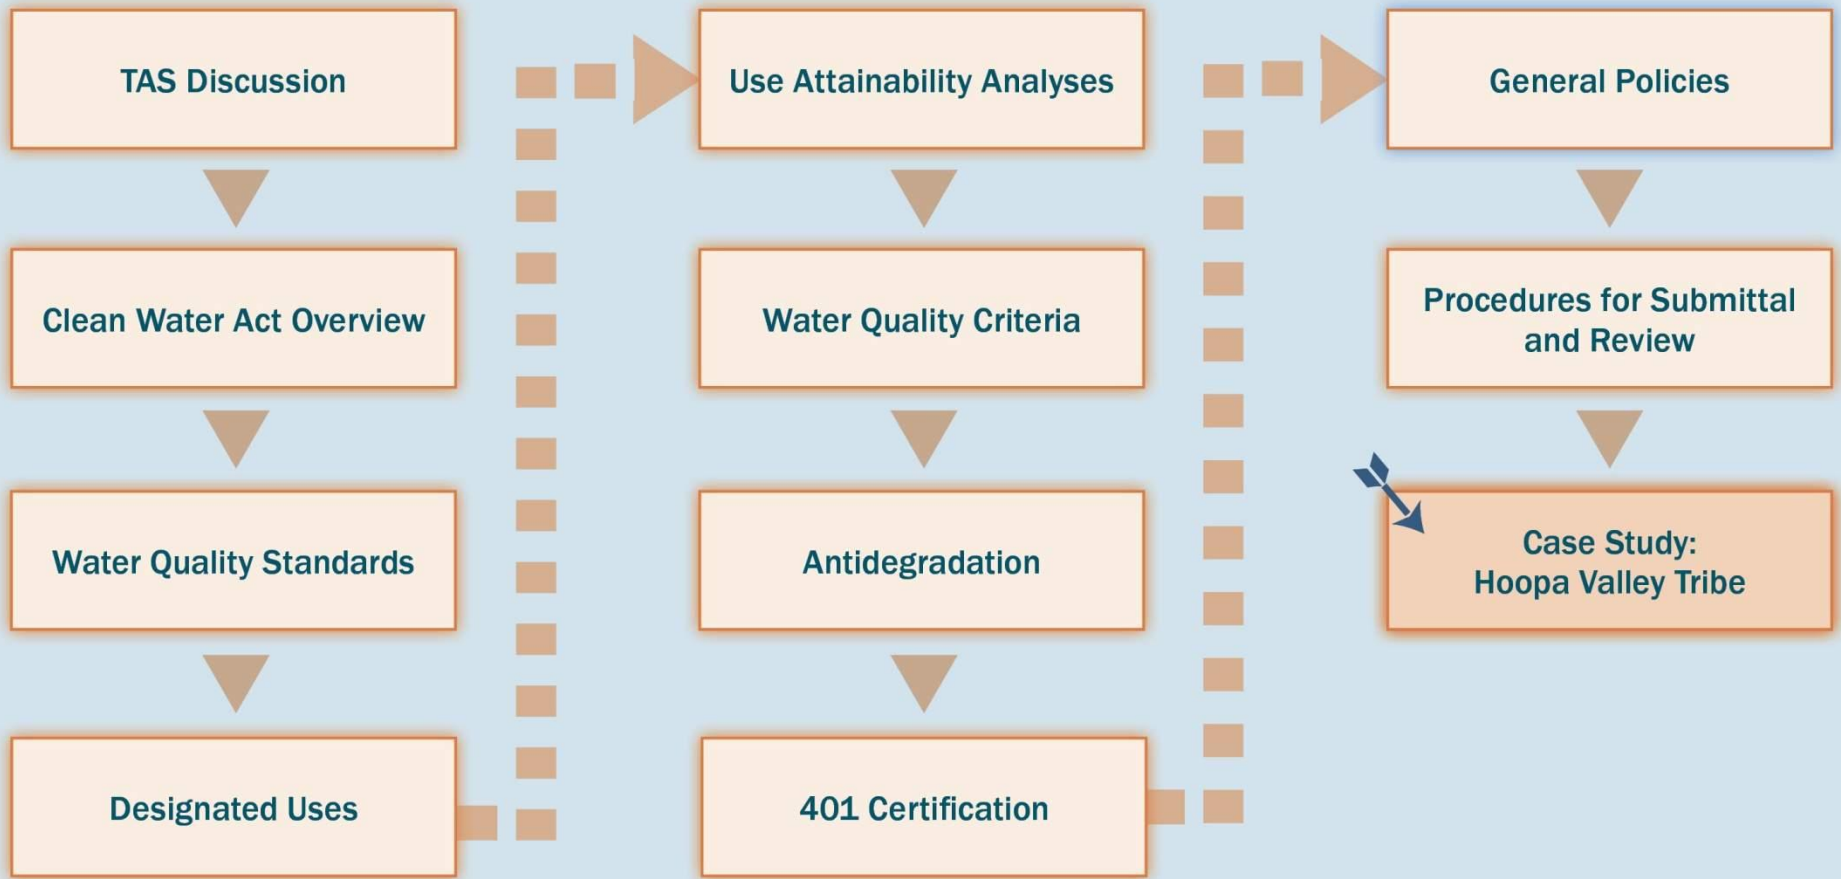 TAS Discussion
Clean Water Act Overview
Water Quality Standards
Designated Uses
Use Attainability Analyses
Water Quality Criteria
Antidegradation
401 Certification
General Policies
Procedures for Submittal
and Review
Case Study:
Hoopa Valley Tribe